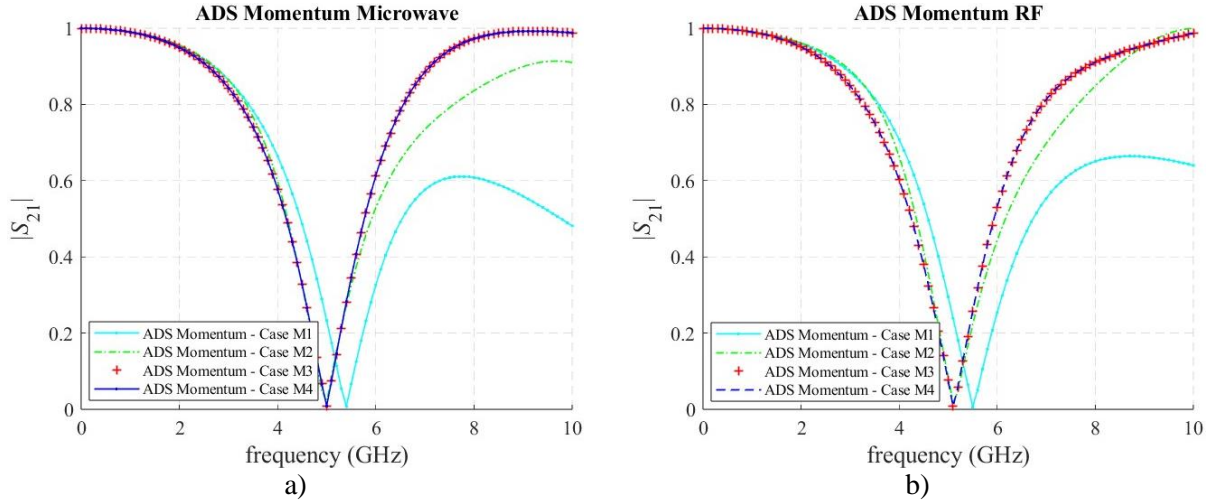 ADS Momentum Microwave
1
0.8
0.6
0.4
0.2
0
|S21|
ADS Momentum - Case M1
ADS Momentum - Case M2
ADS Momentum - Case M3
ADS Momentum - Case M4
0 2 4 6 8 10
frequency (GHz)
a)
ADS Momentum RF
1
0.8
0.6
0.4
0.2
0
|S21|
ADS Momentum - Case M1
ADS Momentum - Case M2
ADS Momentum - Case M3
ADS Momentum - Case M4
0 2 4 6 8 10
frequency (GHz)
b)